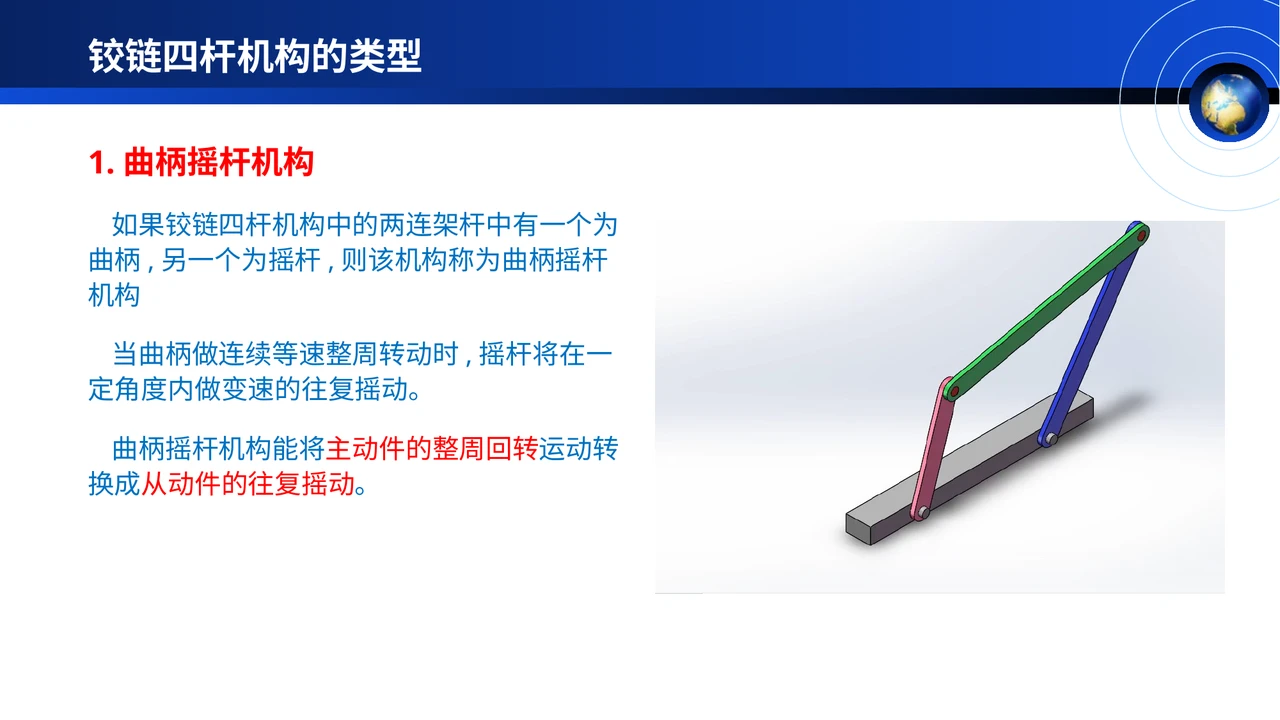 铰链四杆机构的类型
1. 曲柄摇杆机构
如果铰链四杆机构中的两连架杆中有一个为
曲柄 , 另一个为摇杆 , 则该机构称为曲柄摇杆
机构
当曲柄做连续等速整周转动时 , 摇杆将在一
定角度内做变速的往复摇动。
曲柄摇杆机构能将主动件的整周回转运动转
换成从动件的往复摇动。